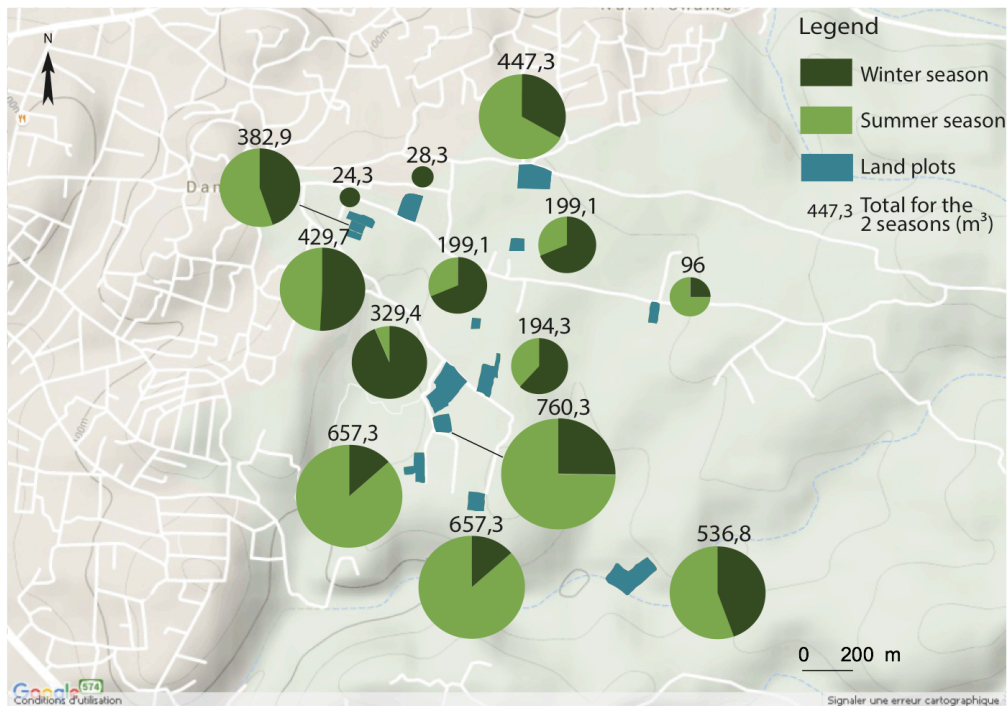 Legend
N
Winter season
Summer season
Land plots
447,3 Total for the
2 seasons (m³)
447,3
382,9
24,3
28,3
199,1
429,7
199,1
96
329,4
194,3
760,3
657,3
657,3
536,8
0 200 m
Google
574
Conditions d'utilisation
Signaler une erreur cartographique